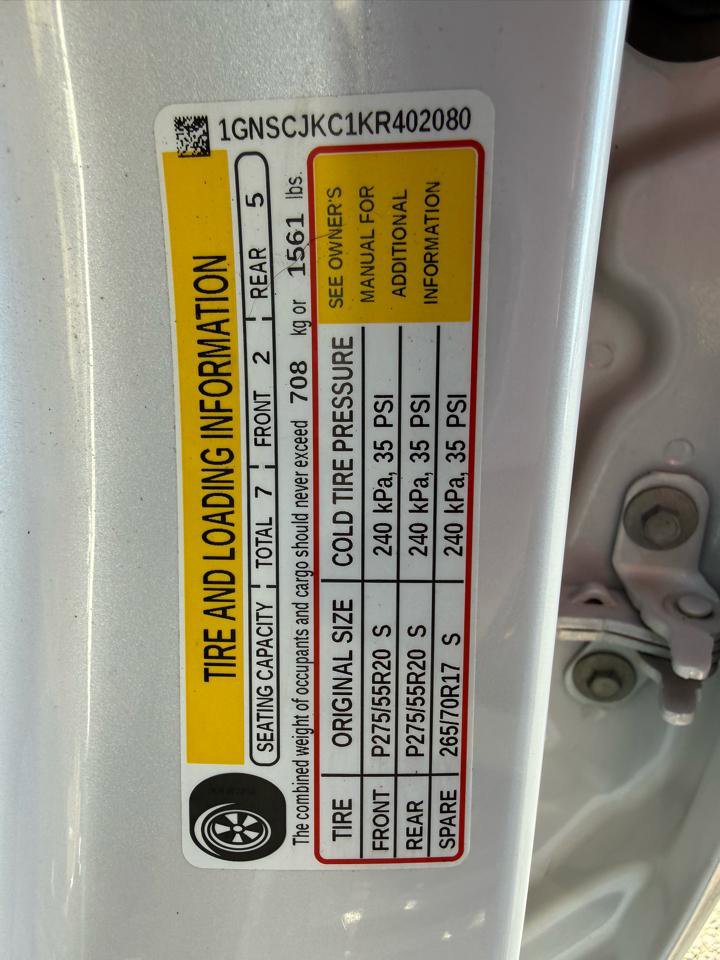 1GNSCJKC1KR402080
TIRE AND LOADING INFORMATION
SEATING CAPACITY TOTAL 7 FRONT 2 REAR 5
The combined weight of occupants and cargo should never exceed 708 kg or 1561 lbs.
TIRE ORIGINAL SIZE COLD TIRE PRESSURE
FRONT P275/55R20 S 240 kPa, 35 PSI
REAR P275/55R20 S 240 kPa, 35 PSI
SPARE 265/70R17 S 240 kPa, 35 PSI
SEE OWNER'S
MANUAL FOR
ADDITIONAL
INFORMATION